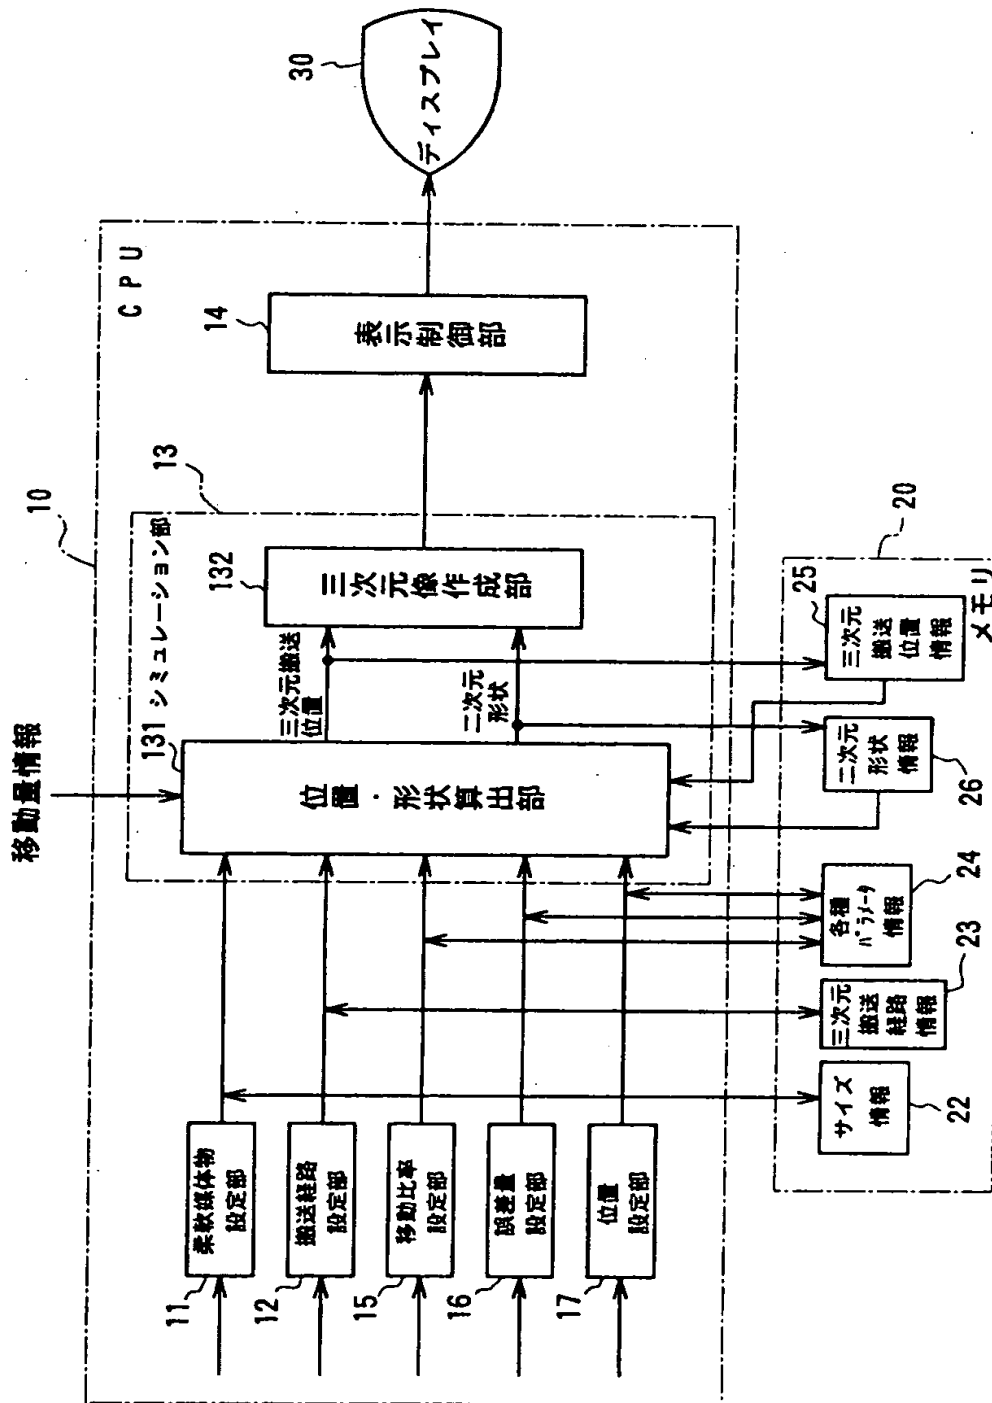 移動量情報
10
CPU
11
柔軟媒体物
設定部
12
搬送経路
設定部
15
移動比率
設定部
16
誤差量
設定部
17
位置
設定部
13
シミュレーション部
131
位置・形状算出部
三次元搬送
位置
二次元
形状
132
三次元像作成部
14
表示制御部
30
ディスプレイ
20
メモリ
22
サイズ
情報
23
三次元
搬送
経路
情報
24
各種
パラメータ
情報
25
三次元
搬送
位置
情報
26
二次元
形状
情報